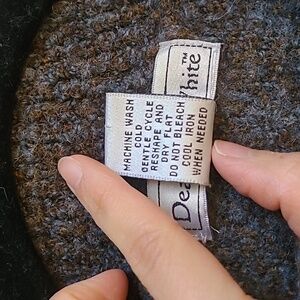 MACHINE WASH
COLD
GENTLE CYCLE
RESHAPE AND
DRY FLAT
DO NOT BLEACH
COOL IRON
WHEN NEEDED